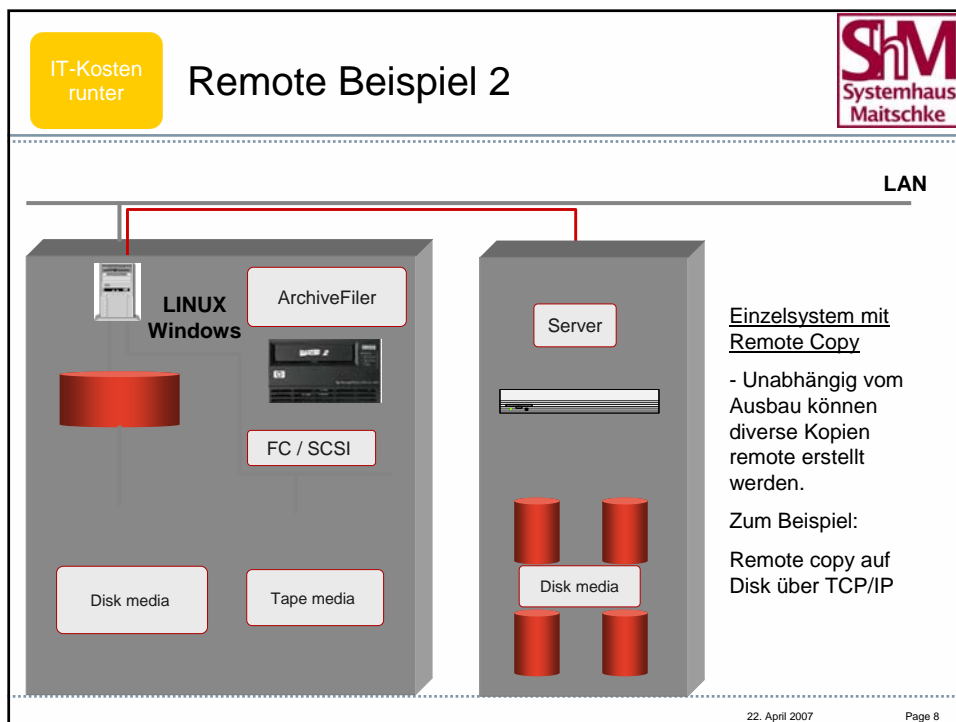 IT-Kosten
runter
Remote Beispiel 2
ShM
Systemhaus
Maitschke
LAN
LINUX
Windows
ArchiveFiler
FC / SCSI
Disk media
Tape media
Server
Disk media
Einzelsystem mit
Remote Copy
- Unabhängig vom
Ausbau können
diverse Kopien
remote erstellt
werden.
Zum Beispiel:
Remote copy auf
Disk über TCP/IP
22. April 2007
Page 8